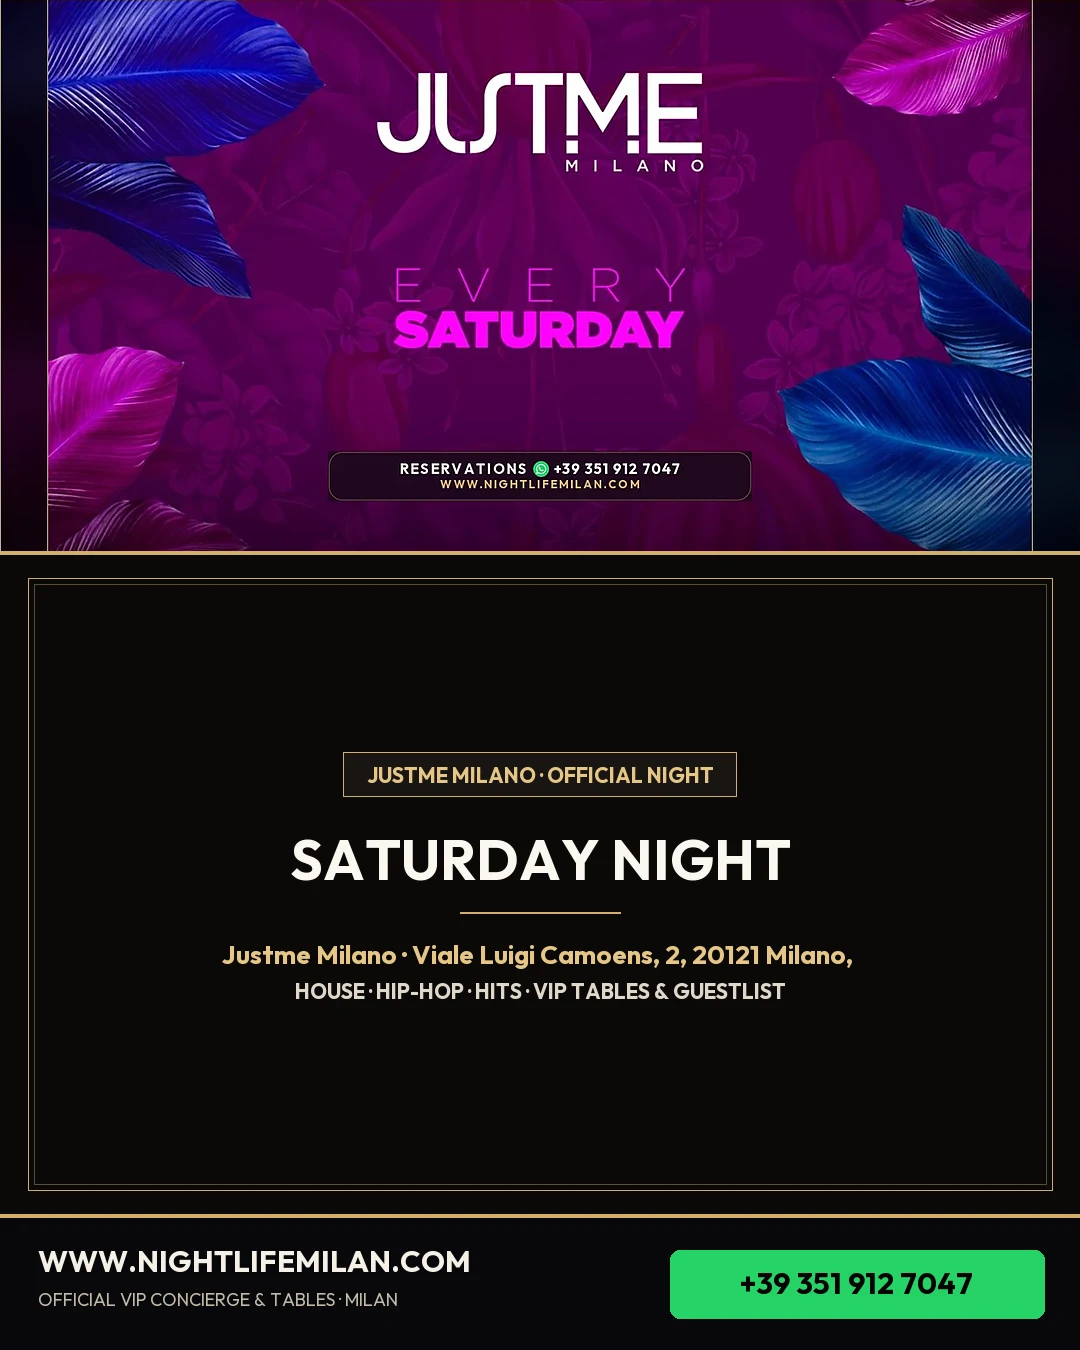 JUSTME
MILANO
EVERY
SATURDAY
RESERVATIONS +39 351 912 7047
WWW.NIGHTLIFEMILAN.COM
JUSTME MILANO · OFFICIAL NIGHT
SATURDAY NIGHT
Justme Milano · Viale Luigi Camoens, 2, 20121 Milano,
HOUSE · HIP-HOP · HITS · VIP TABLES & GUESTLIST
WWW.NIGHTLIFEMILAN.COM
OFFICIAL VIP CONCIERGE & TABLES · MILAN
+39 351 912 7047